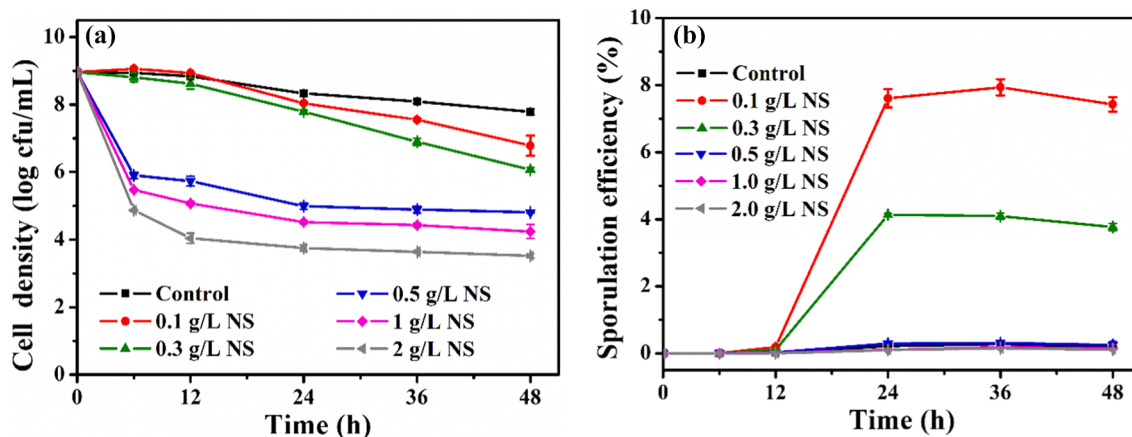 (a)
Cell density (log cfu/mL)
10
8
6
4
2
0
Control
0.1 g/L NS
0.3 g/L NS
0.5 g/L NS
1 g/L NS
2 g/L NS
0 12 24 36 48
Time (h)
(b)
Sporulation efficiency (%)
10
8
6
4
2
0
Control
0.1 g/L NS
0.3 g/L NS
0.5 g/L NS
1.0 g/L NS
2.0 g/L NS
0 12 24 36 48
Time (h)